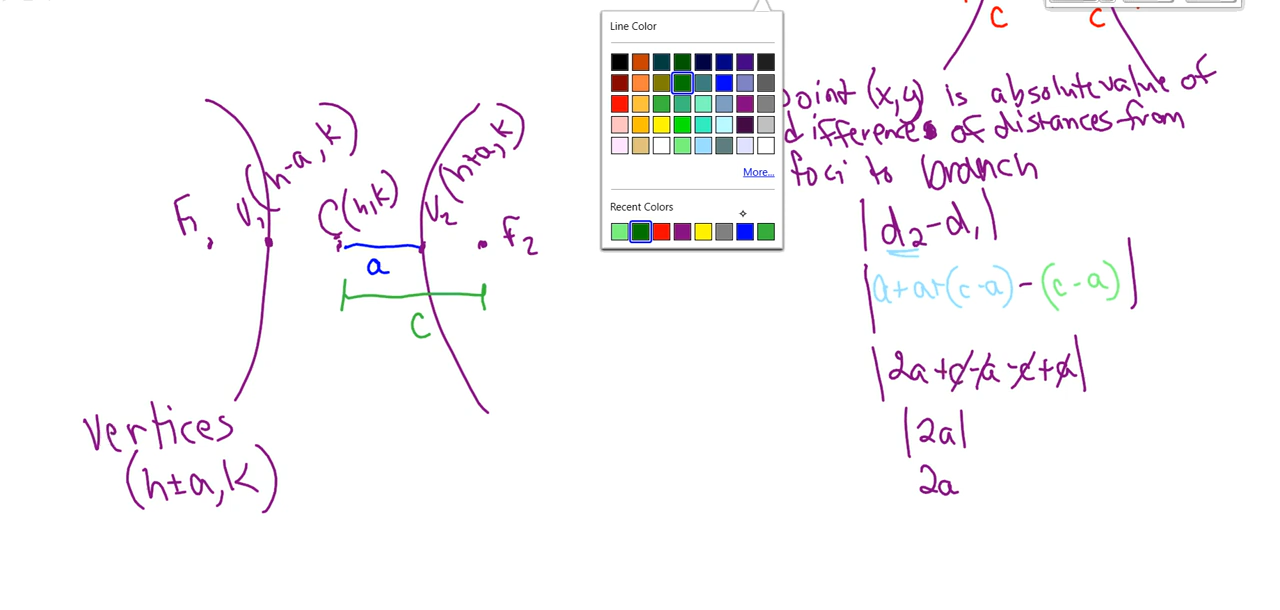 C C
Line Color
More...
Recent Colors
point (x,y) is absolute value of
differences of distances from
foci to branch
|d2-d1|
|a+a+(c-a)-(c-a)|
|2a+c-a-c+a|
|2a|
2a
F1
V1 (h-a, k)
C(h,k)
V2 (h+a, k)
F2
a
C
Vertices
(h±a, k)